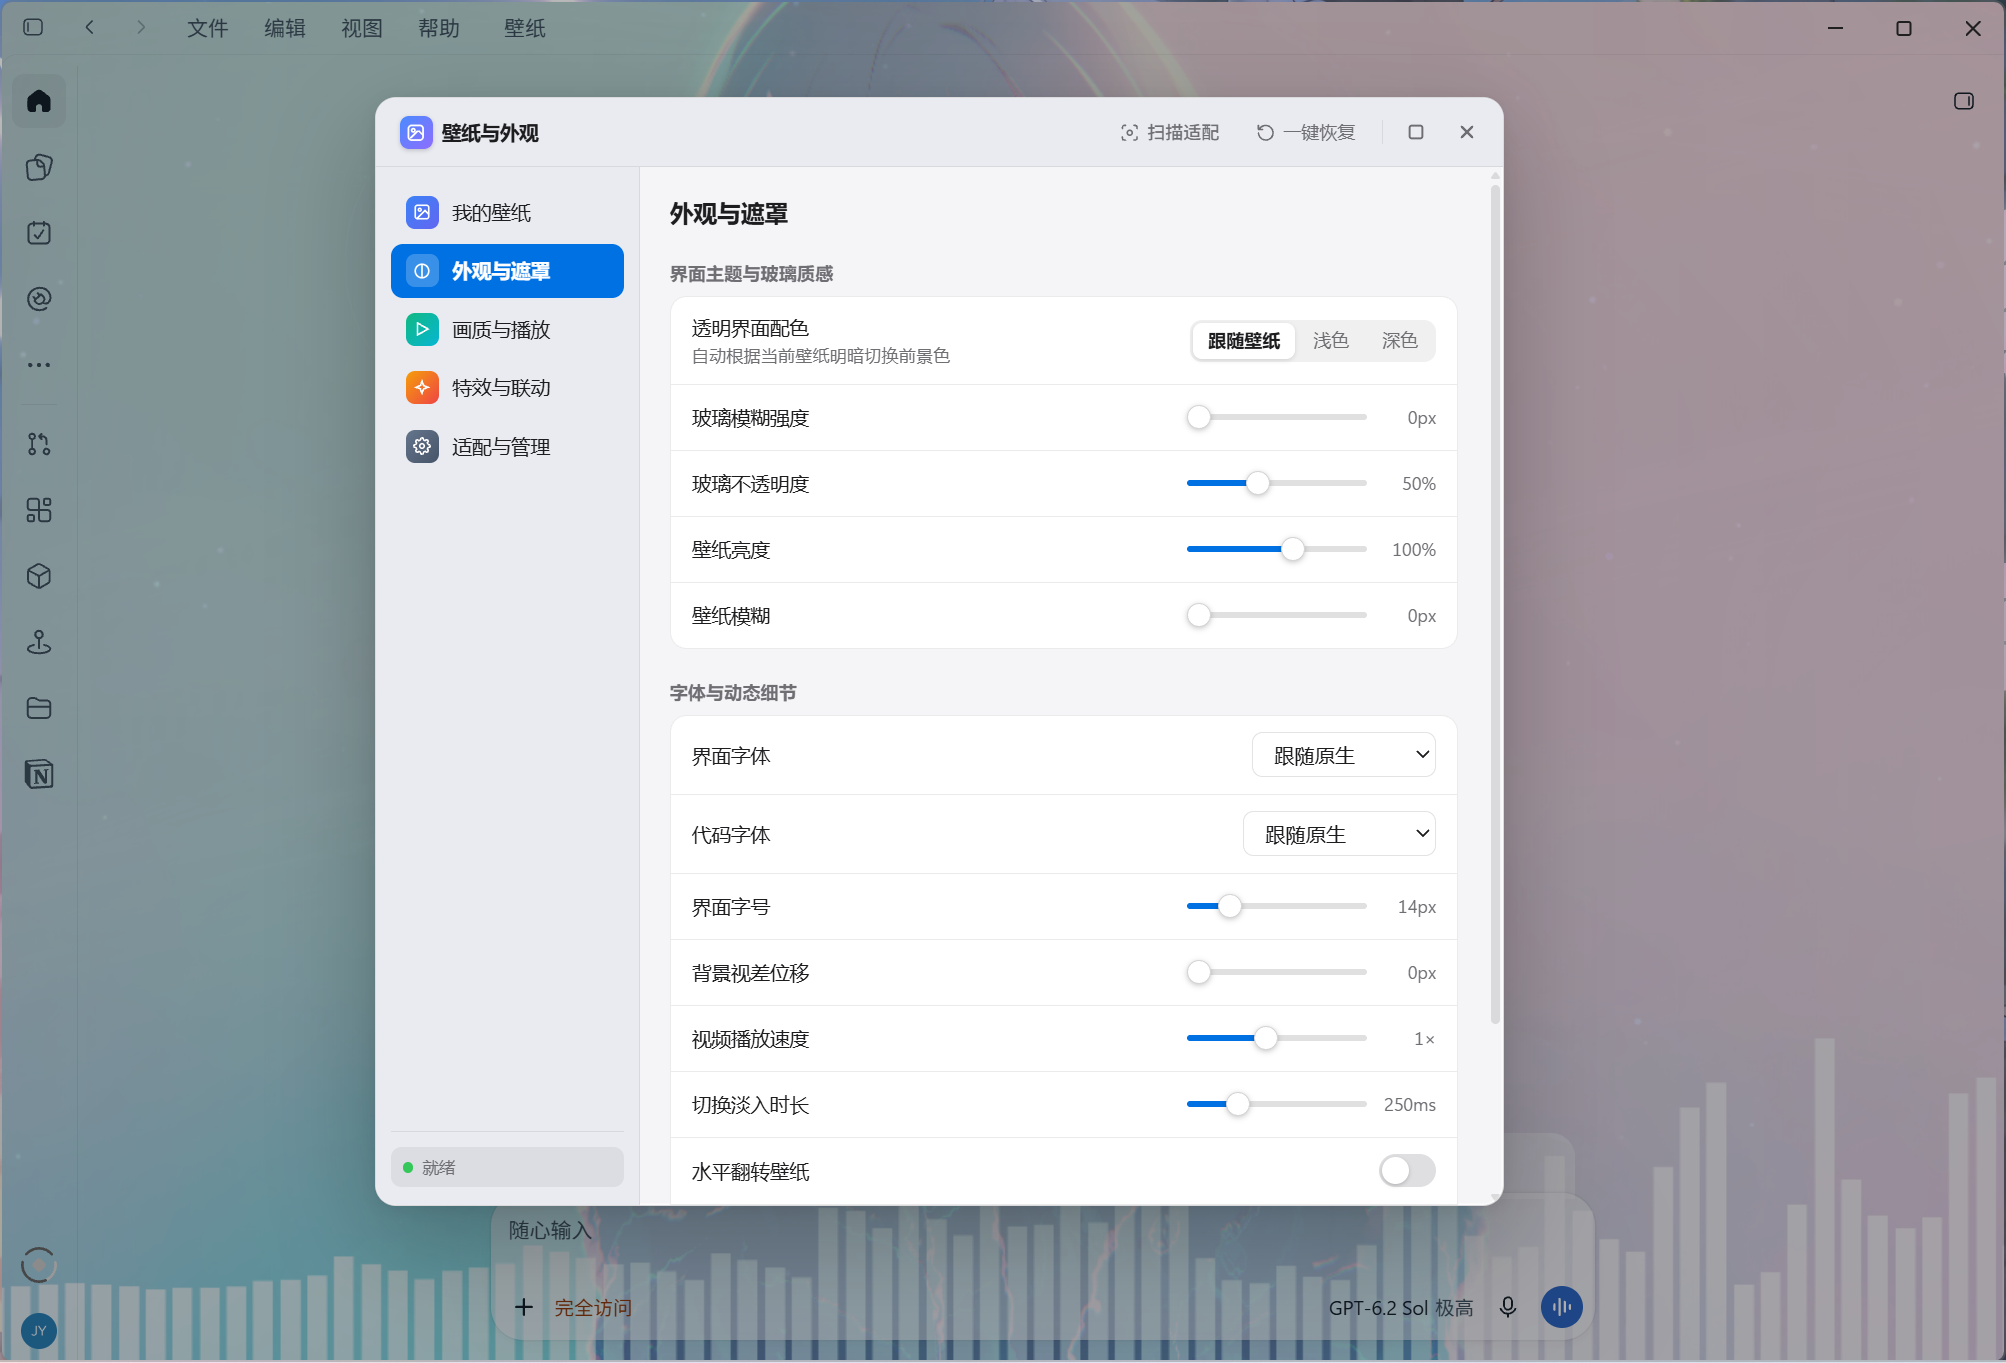 文件 编辑 视图 帮助 壁纸
壁纸与外观
扫描适配 一键恢复
我的壁纸
外观与遮罩
画质与播放
特效与联动
适配与管理
就绪
外观与遮罩
界面主题与玻璃质感
透明界面配色
自动根据当前壁纸明暗切换前景色
跟随壁纸 浅色 深色
玻璃模糊强度 0px
玻璃不透明度 50%
壁纸亮度 100%
壁纸模糊 0px
字体与动态细节
界面字体 跟随原生
代码字体 跟随原生
界面字号 14px
背景视差位移 0px
视频播放速度 1×
切换淡入时长 250ms
水平翻转壁纸
随心输入
完全访问 GPT-6.2 Sol 极高
N
JY